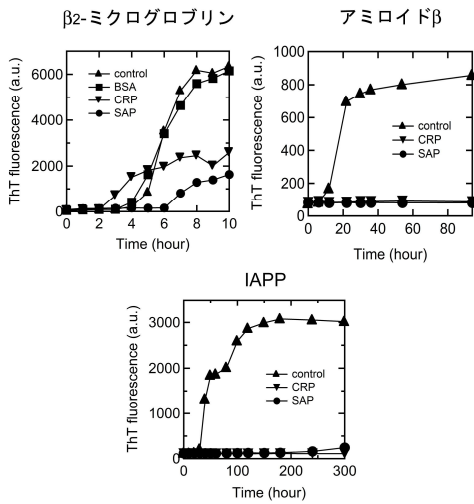 β2-ミクログロブリン
ThT fluorescence (a.u.)
6000
4000
2000
0
control
BSA
CRP
SAP
0 2 4 6 8 10
Time (hour)
アミロイドβ
ThT fluorescence (a.u.)
1000
800
600
400
200
0
control
CRP
SAP
0 20 40 60 80
Time (hour)
IAPP
ThT fluorescence (a.u.)
3000
2000
1000
0
control
CRP
SAP
0 100 200 300
Time (hour)